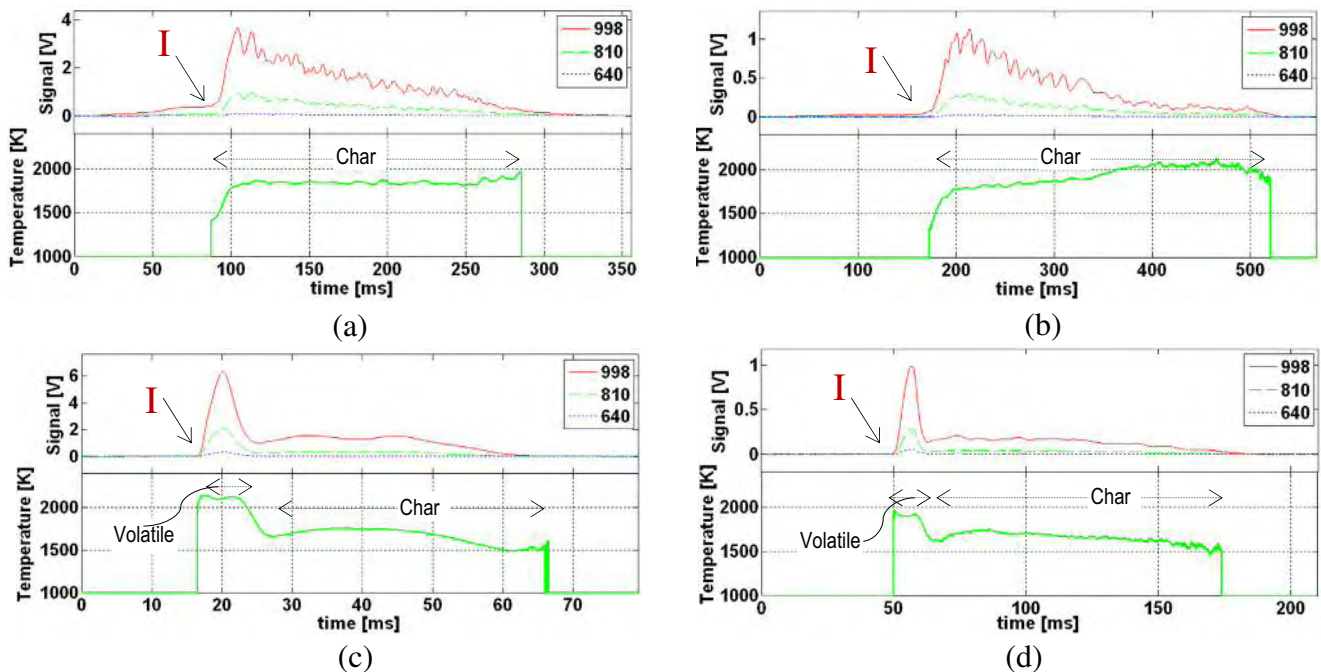 Signal [V]
4
2
0
I
998
810
640
Temperature [K]
2000
1500
1000
Char
0 50 100 150 200 250 300 350
time [ms]
(a)
Signal [V]
1
0.5
0
I
998
810
640
Temperature [K]
2000
1500
1000
Char
0 100 200 300 400 500
time [ms]
(b)
Signal [V]
6
4
2
0
I
998
810
640
Temperature [K]
2000
1500
1000
Volatile
Char
0 10 20 30 40 50 60 70
time [ms]
(c)
Signal [V]
1
0.5
0
I
998
810
640
Temperature [K]
2000
1500
1000
Volatile
Char
0 50 100 150 200
time [ms]
(d)